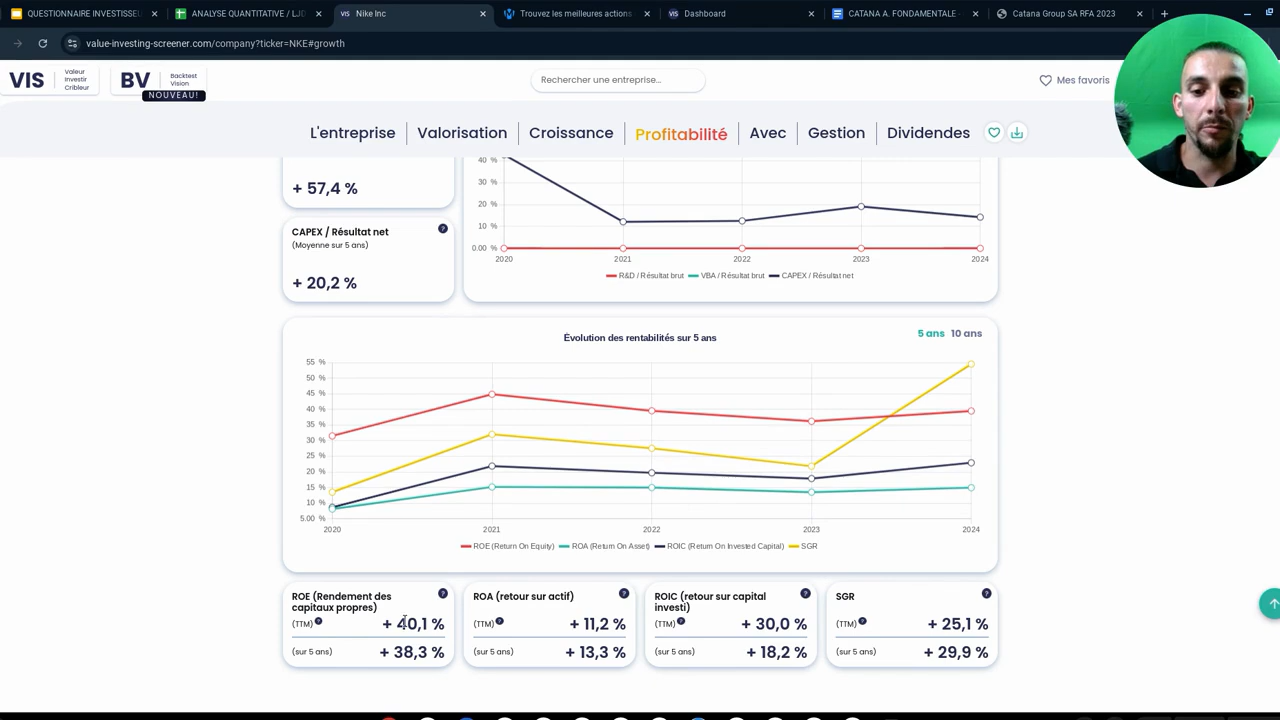 QUESTIONNAIRE INVESTISSEU
ANALYSE QUANTITATIVE / LJD
VIS Nike Inc
Trouvez les meilleures actions
VIS Dashboard
CATANA A. FONDAMENTALE -
Catana Group SA RFA 2023
value-investing-screener.com/company?ticker=NKE#growth
VIS
Valeur
Investir
Cribleur
BV
Backtest
Vision
NOUVEAU!
Rechercher une entreprise...
Mes favoris
L'entreprise
Valorisation
Croissance
Profitabilité
Avec
Gestion
Dividendes
+ 57,4 %
CAPEX / Résultat net
(Moyenne sur 5 ans)
+ 20,2 %
40 %
30 %
20 %
10 %
0.00 %
2020 2021 2022 2023 2024
R&D / Résultat brut VBA / Résultat brut CAPEX / Résultat net
Évolution des rentabilités sur 5 ans
5 ans 10 ans
55 %
50 %
45 %
40 %
35 %
30 %
25 %
20 %
15 %
10 %
5.00 %
2020 2021 2022 2023 2024
ROE (Return On Equity) ROA (Return On Asset) ROIC (Return On Invested Capital) SGR
ROE (Rendement des
capitaux propres)
(TTM) + 40,1 %
(sur 5 ans) + 38,3 %
ROA (retour sur actif)
(TTM) + 11,2 %
(sur 5 ans) + 13,3 %
ROIC (retour sur capital
investi)
(TTM) + 30,0 %
(sur 5 ans) + 18,2 %
SGR
(TTM) + 25,1 %
(sur 5 ans) + 29,9 %